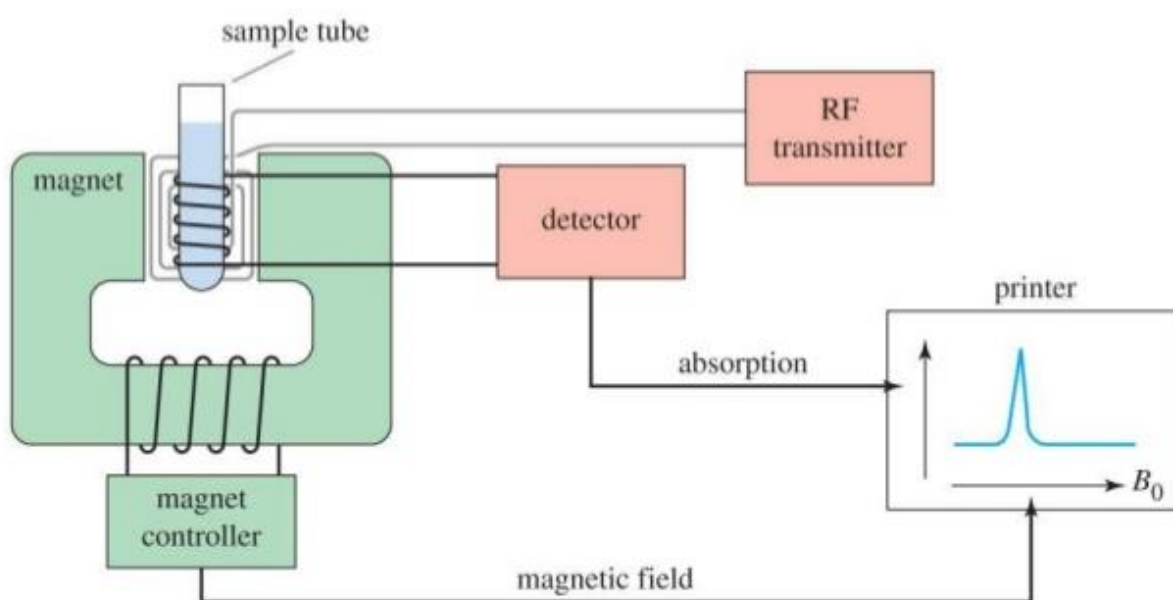 sample tube
RF
transmitter
magnet
detector
printer
absorption
B₀
magnet
controller
magnetic field